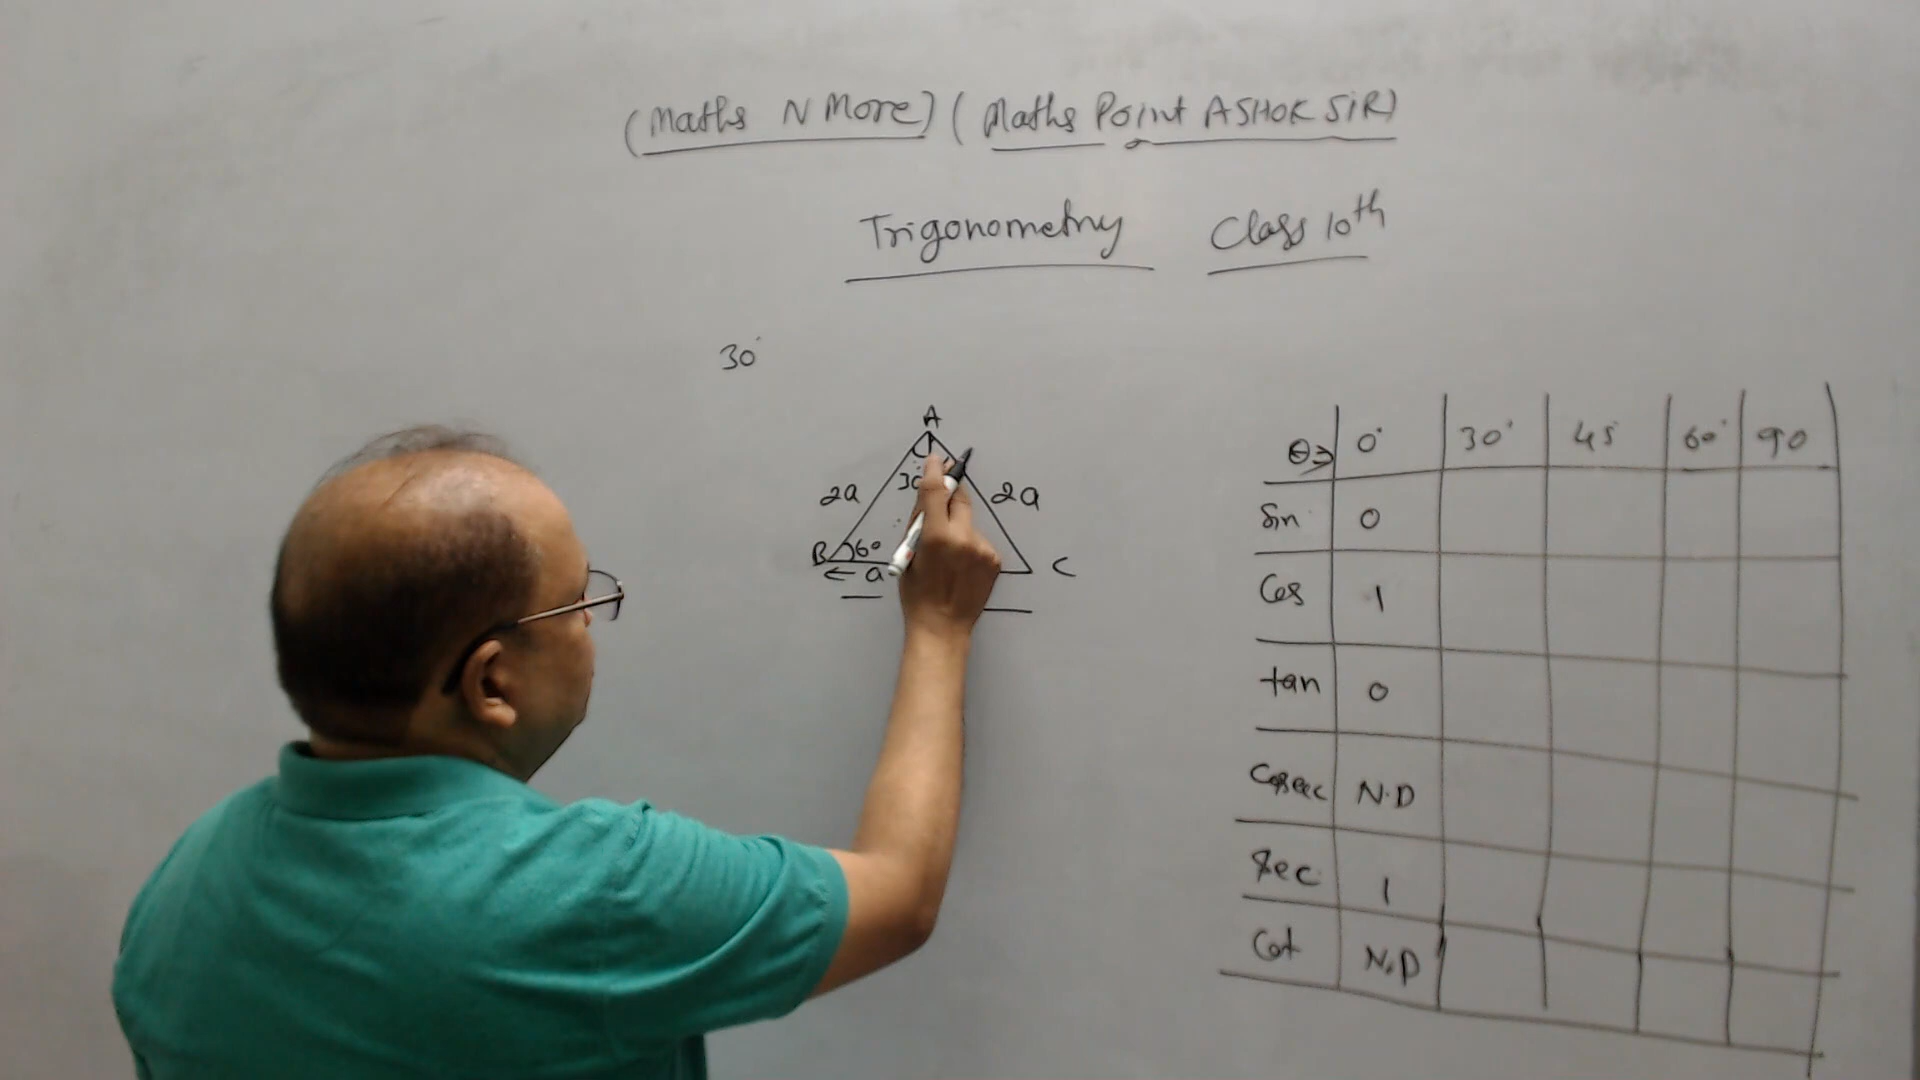 (Maths N More) (Maths Point ASHOK SIR)
Trigonometry Class 10th
30°
A
2a 30 2a
B 60 C
← a
θ→ 0° 30° 45 60° 90
Sin 0
Cos 1
tan 0
Cosec N.D
Sec 1
Cot N.D